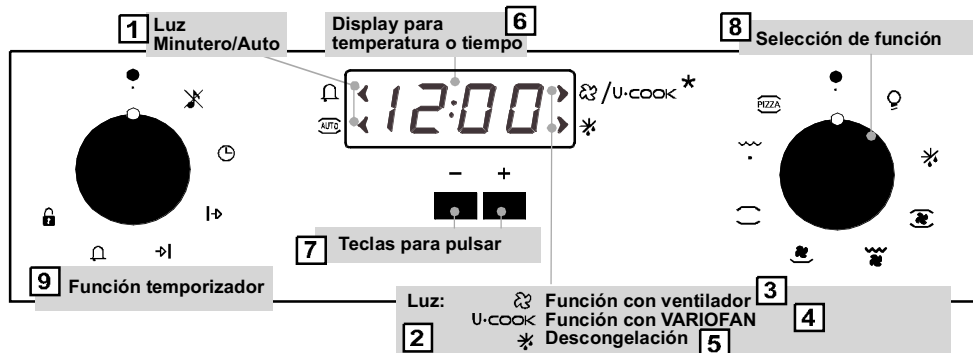 1 Luz
Minutero/Auto
Display para 6
temperatura o tiempo
8 Selección de función
12:00
/U·COOK *
AUTO
PIZZA
- +
7 Teclas para pulsar
9 Función temporizador
Luz: Función con ventilador 3
U·COOK Función con VARIOFAN 4
2 Descongelación 5